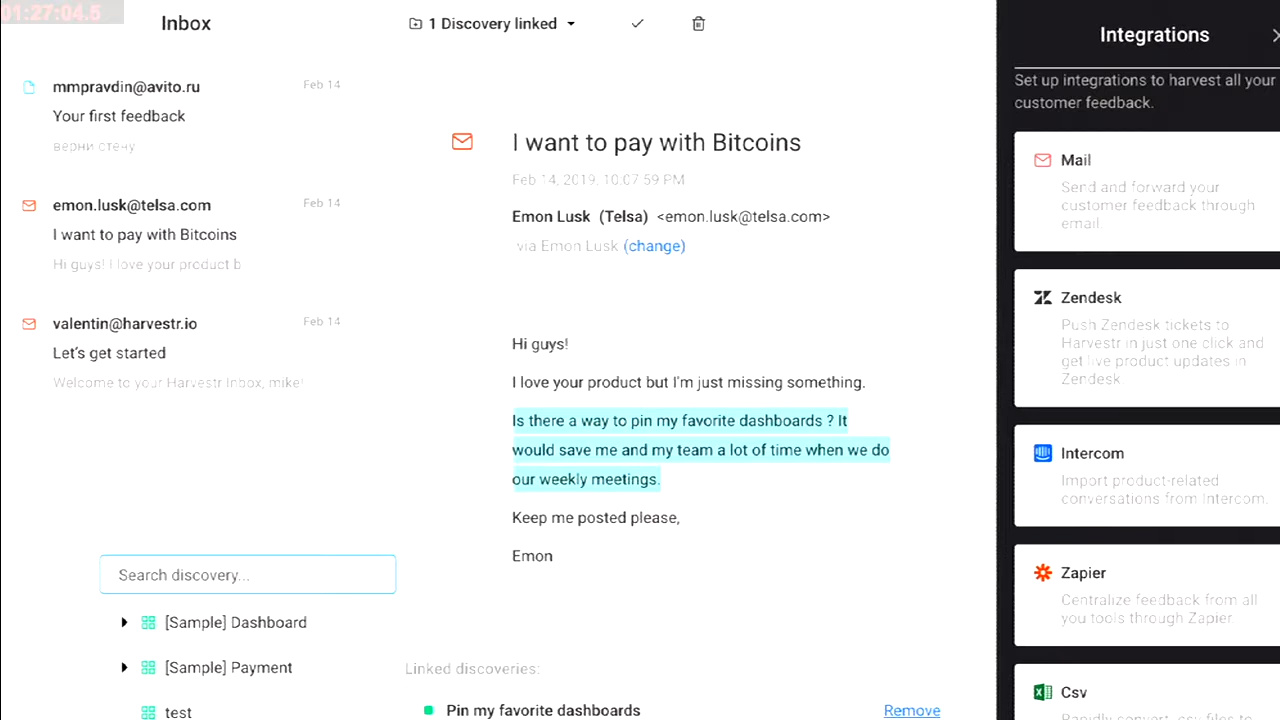 01:27:04.5
Inbox
mmpravdin@avito.ru
Feb 14
Your first feedback
верни стену
emon.lusk@telsa.com
Feb 14
I want to pay with Bitcoins
Hi guys! I love your product b
valentin@harvestr.io
Feb 14
Let's get started
Welcome to your Harvestr Inbox, mike!
Search discovery...
[Sample] Dashboard
[Sample] Payment
test
1 Discovery linked
I want to pay with Bitcoins
Feb 14, 2019, 10:07:59 PM
Emon Lusk (Telsa) <emon.lusk@telsa.com>
via Emon Lusk (change)
Hi guys!
I love your product but I'm just missing something.
Is there a way to pin my favorite dashboards ? It
would save me and my team a lot of time when we do
our weekly meetings.
Keep me posted please,
Emon
Linked discoveries:
Pin my favorite dashboards
Remove
Integrations
Set up integrations to harvest all your
customer feedback.
Mail
Send and forward your
customer feedback through
email.
Zendesk
Push Zendesk tickets to
Harvestr in just one click and
get live product updates in
Zendesk
Intercom
Import product-related
conversations from Intercom.
Zapier
Centralize feedback from all
you tools through Zapier.
Csv
Rapidly convert .csv files to